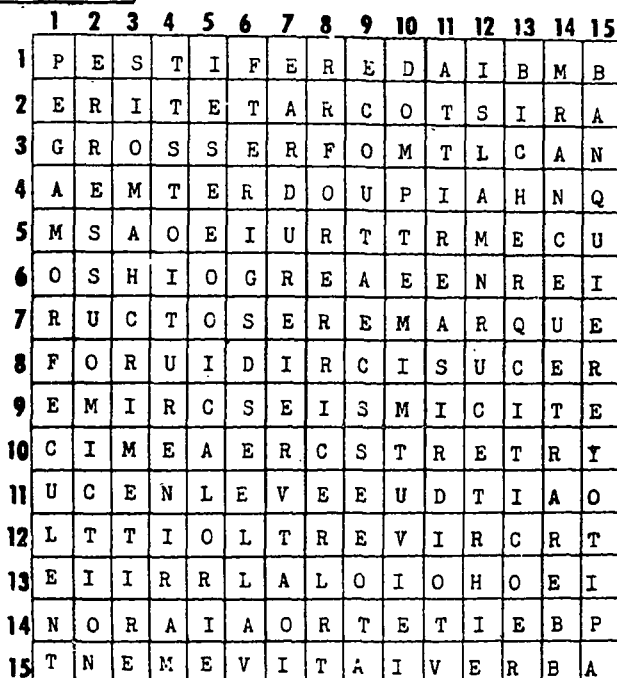 1 2 3 4 5 6 7 8 9 10 11 12 13 14 15
1 P E S T I F E R E D A I B M B
2 E R I T E T A R C O T S I R A
3 G R O S S E R F O M T L C A N
4 A E M T E R D O U P I A H N Q
5 M S A O E I U R T T R M E C U
6 O S H I O G R E A E E N R E I
7 R U C T O S E R E M A R Q U E
8 F O R U I D I R C I S U C E R
9 E M I R C S E I S M I C I T E
10 C I M E A E R C S T R E T R Y
11 U C E N L E V E E U D T I A O
12 L T T I O L T R E V I R C R T
13 E I I R R L A L O I O H O E I
14 N O R A I A O R T E T I E B P
15 T N E M E V I T A I V E R B A